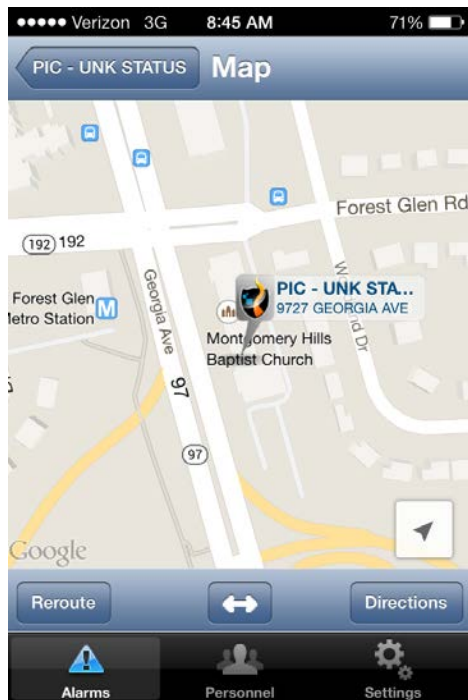 Verizon 3G 8:45 AM 71%
PIC - UNK STATUS Map
Forest Glen Rd
192 192
Georgia Ave
PIC - UNK STA...
9727 GEORGIA AVE
Forest Glen
Metro Station M
Montgomery Hills
Baptist Church
97
97
Google
Reroute Directions
Alarms Personnel Settings